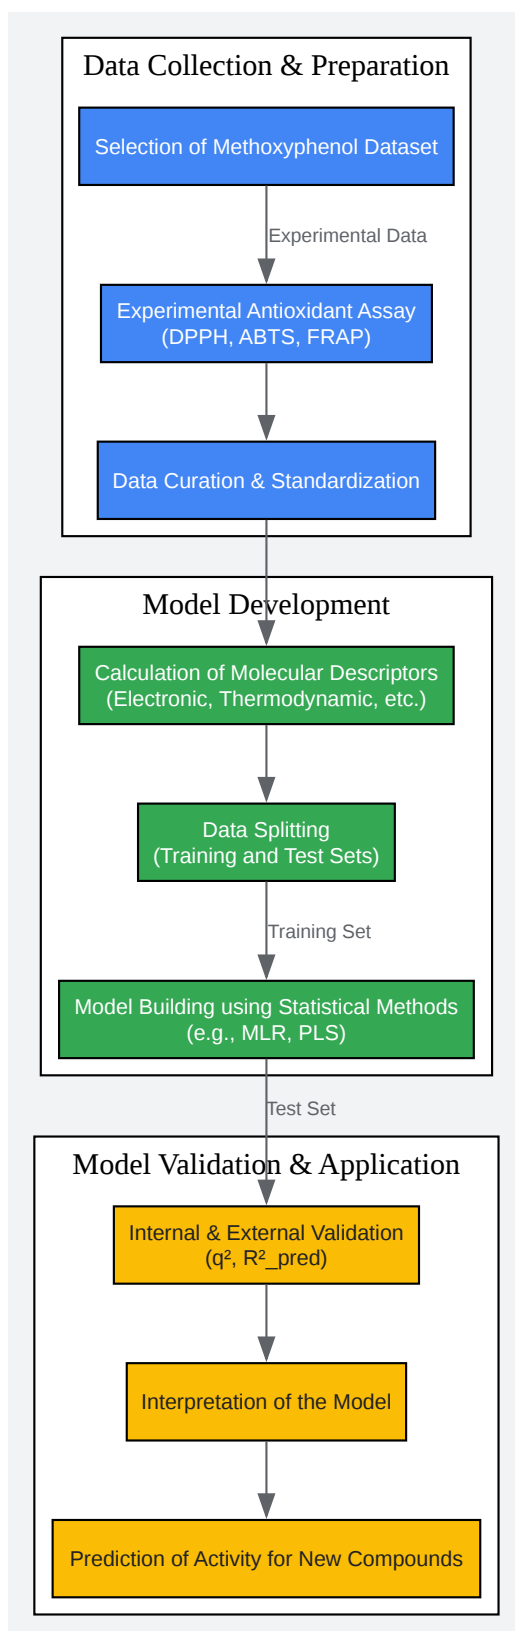 Data Collection & Preparation
Selection of Methoxyphenol Dataset
Experimental Data
Experimental Antioxidant Assay
(DPPH, ABTS, FRAP)
Data Curation & Standardization
Model Development
Calculation of Molecular Descriptors
(Electronic, Thermodynamic, etc.)
Data Splitting
(Training and Test Sets)
Training Set
Model Building using Statistical Methods
(e.g., MLR, PLS)
Test Set
Model Validation & Application
Internal & External Validation
(q², R²_pred)
Interpretation of the Model
Prediction of Activity for New Compounds